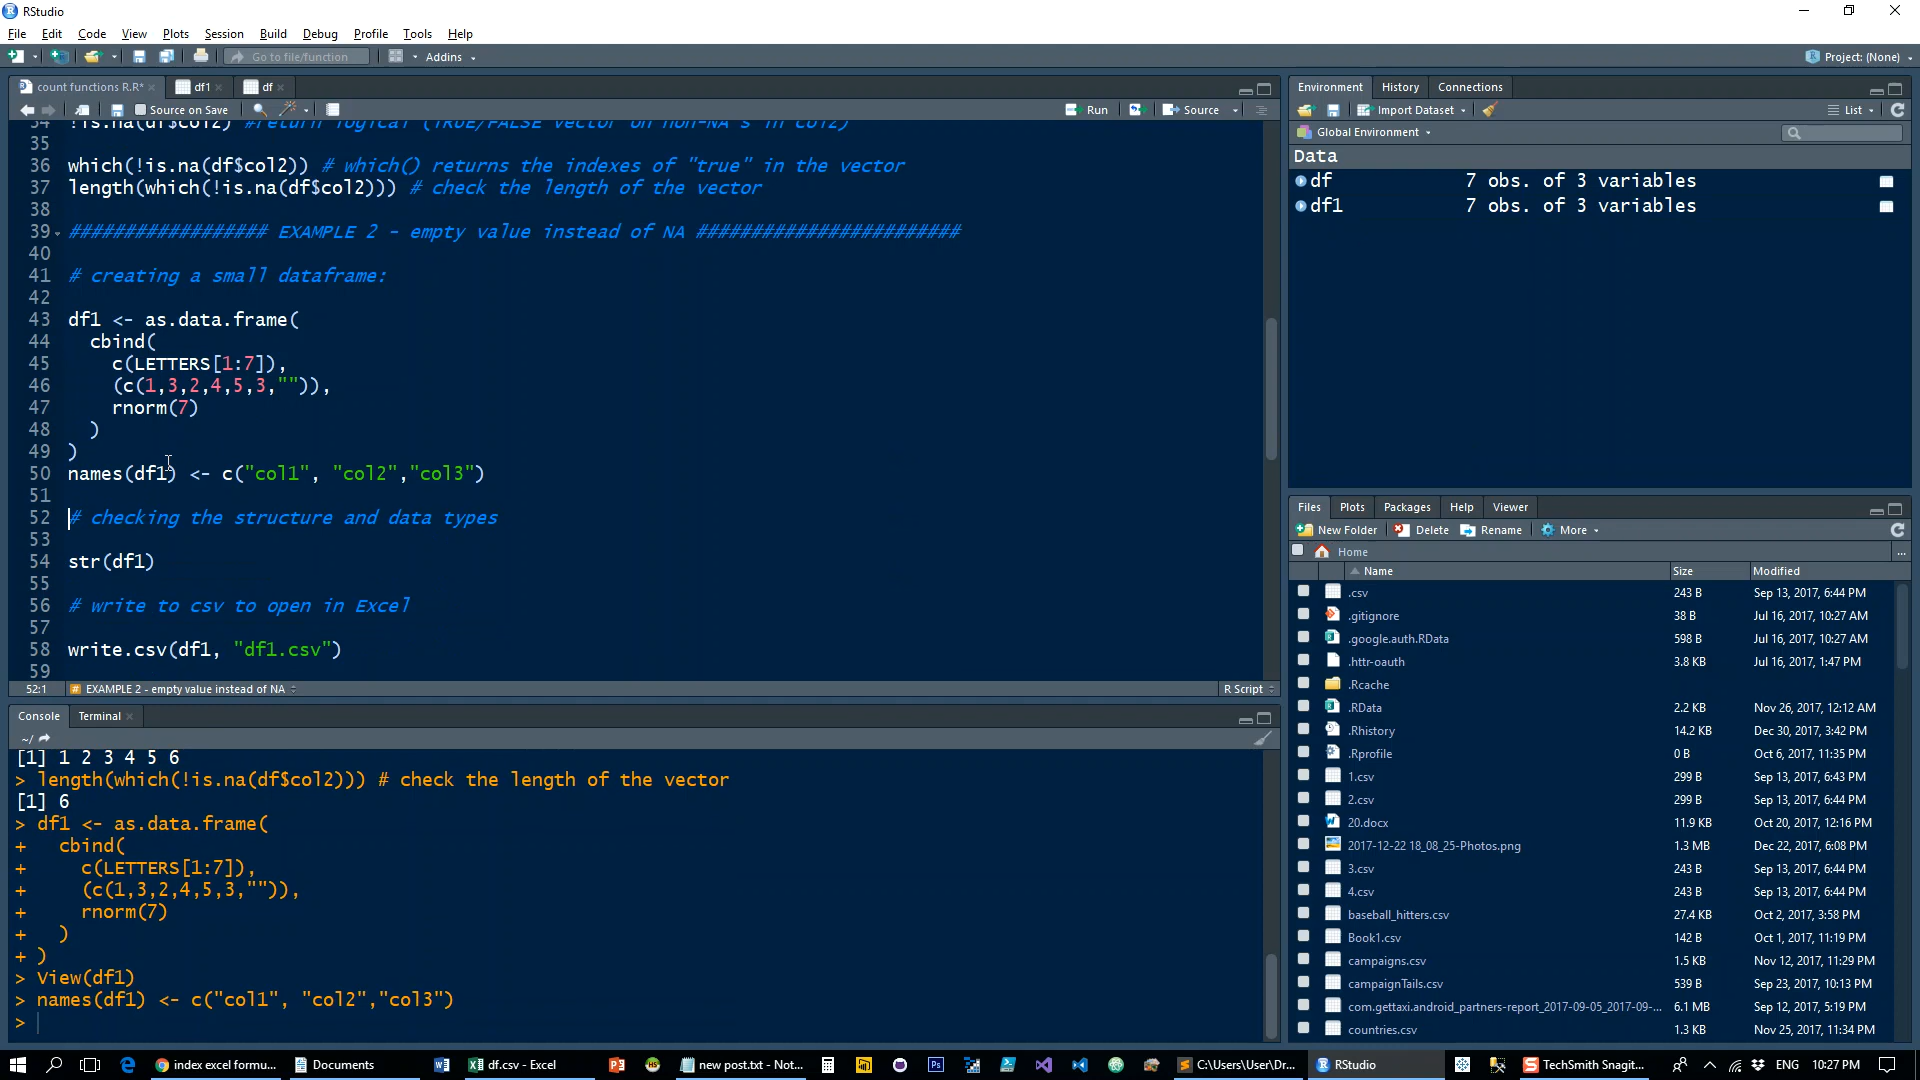 RStudio
File Edit Code View Plots Session Build Debug Profile Tools Help
Go to file/function Addins Project: (None)
count functions R.R* df1 df
Source on Save Run Source
34 !is.na(df$col2) #return logical (TRUE/FALSE vector on non-NA's in col2)
35
36 which(!is.na(df$col2)) # which() returns the indexes of "true" in the vector
37 length(which(!is.na(df$col2))) # check the length of the vector
38
39 ################## EXAMPLE 2 - empty value instead of NA ########################
40
41 # creating a small dataframe:
42
43 df1 <- as.data.frame(
44 cbind(
45 c(LETTERS[1:7]),
46 (c(1,3,2,4,5,3,"")),
47 rnorm(7)
48 )
49 )
50 names(df1) <- c("col1", "col2","col3")
51
52 # checking the structure and data types
53
54 str(df1)
55
56 # write to csv to open in Excel
57
58 write.csv(df1, "df1.csv")
59
52:1 EXAMPLE 2 - empty value instead of NA R Script
Console Terminal
~/
[1] 1 2 3 4 5 6
> length(which(!is.na(df$col2))) # check the length of the vector
[1] 6
> df1 <- as.data.frame(
+ cbind(
+ c(LETTERS[1:7]),
+ (c(1,3,2,4,5,3,"")),
+ rnorm(7)
+ )
+ )
> View(df1)
> names(df1) <- c("col1", "col2","col3")
>
Environment History Connections
Import Dataset List
Global Environment
Data
df 7 obs. of 3 variables
df1 7 obs. of 3 variables
Files Plots Packages Help Viewer
New Folder Delete Rename More
Home ...
Name Size Modified
.csv 243 B Sep 13, 2017, 6:44 PM
.gitignore 38 B Jul 16, 2017, 10:27 AM
.google.auth.RData 598 B Jul 16, 2017, 10:27 AM
.httr-oauth 3.8 KB Jul 16, 2017, 1:47 PM
.Rcache
.RData 2.2 KB Nov 26, 2017, 12:12 AM
.Rhistory 14.2 KB Dec 30, 2017, 3:42 PM
.Rprofile 0 B Oct 6, 2017, 11:35 PM
1.csv 299 B Sep 13, 2017, 6:43 PM
2.csv 299 B Sep 13, 2017, 6:44 PM
20.docx 11.9 KB Oct 20, 2017, 12:16 PM
2017-12-22 18_08_25-Photos.png 1.3 MB Dec 22, 2017, 6:08 PM
3.csv 243 B Sep 13, 2017, 6:44 PM
4.csv 243 B Sep 13, 2017, 6:44 PM
baseball_hitters.csv 27.4 KB Oct 2, 2017, 3:58 PM
Book1.csv 142 B Oct 1, 2017, 11:19 PM
campaigns.csv 1.5 KB Nov 12, 2017, 11:29 PM
campaignTails.csv 539 B Sep 23, 2017, 10:13 PM
com.gettaxi.android_partners-report_2017-09-05_2017-09-... 6.1 MB Sep 12, 2017, 5:19 PM
countries.csv 1.3 KB Nov 25, 2017, 11:34 PM
index excel formu... Documents df.csv - Excel new post.txt - Not... C:\Users\User\Dr... RStudio TechSmith Snagit... ENG 10:27 PM